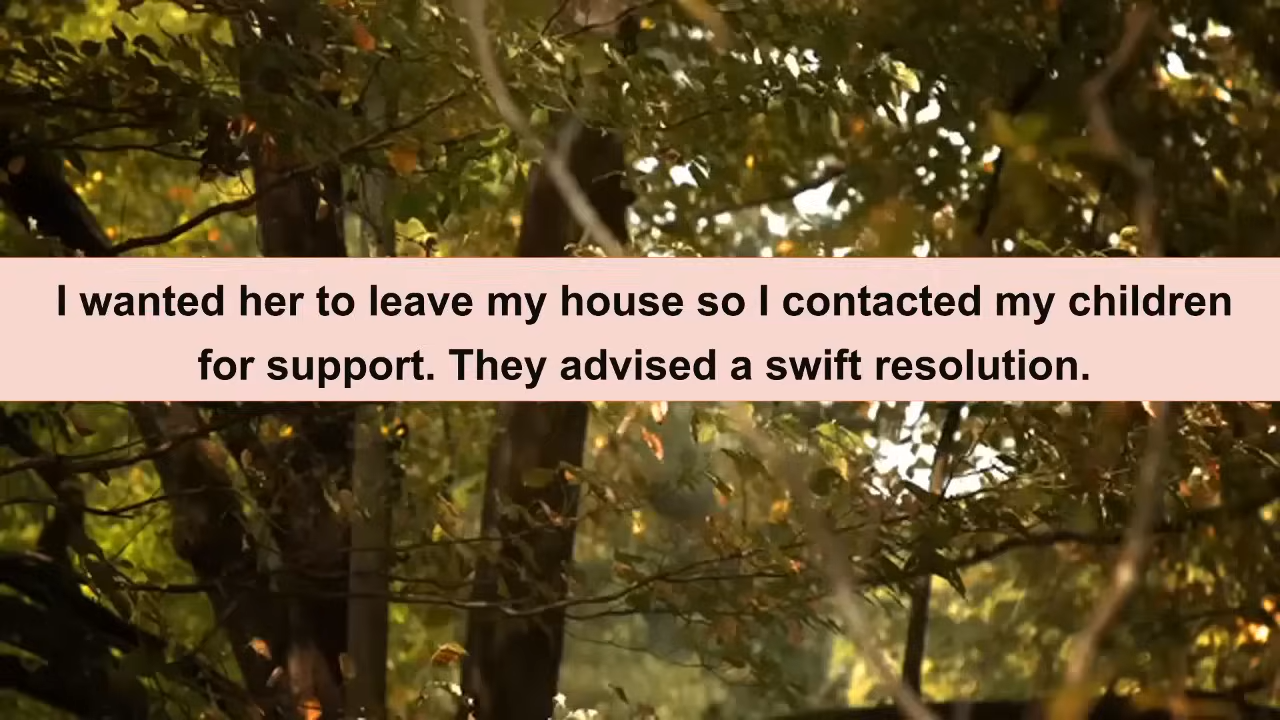 I wanted her to leave my house so I contacted my children
for support. They advised a swift resolution.